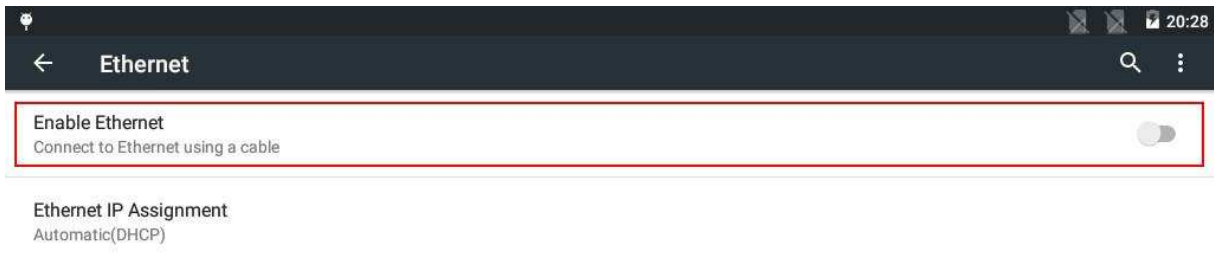 20:28
Ethernet
Enable Ethernet
Connect to Ethernet using a cable
Ethernet IP Assignment
Automatic(DHCP)